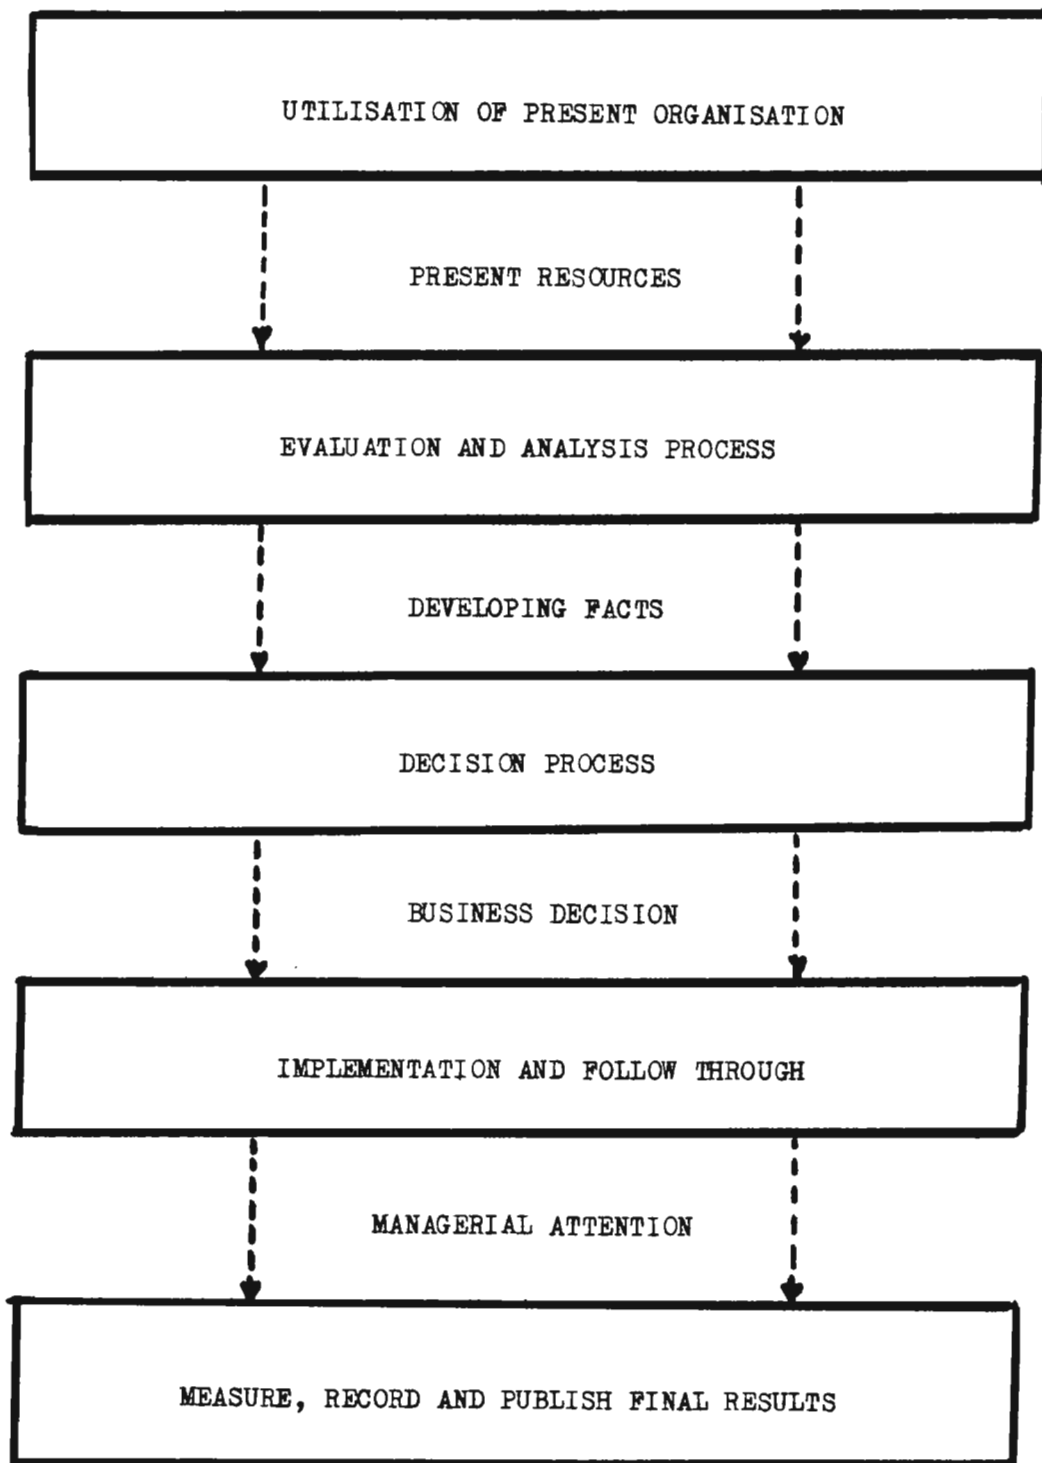 UTILISATION OF PRESENT ORGANISATION
PRESENT RESOURCES
EVALUATION AND ANALYSIS PROCESS
DEVELOPING FACTS
DECISION PROCESS
BUSINESS DECISION
IMPLEMENTATION AND FOLLOW THROUGH
MANAGERIAL ATTENTION
MEASURE, RECORD AND PUBLISH FINAL RESULTS